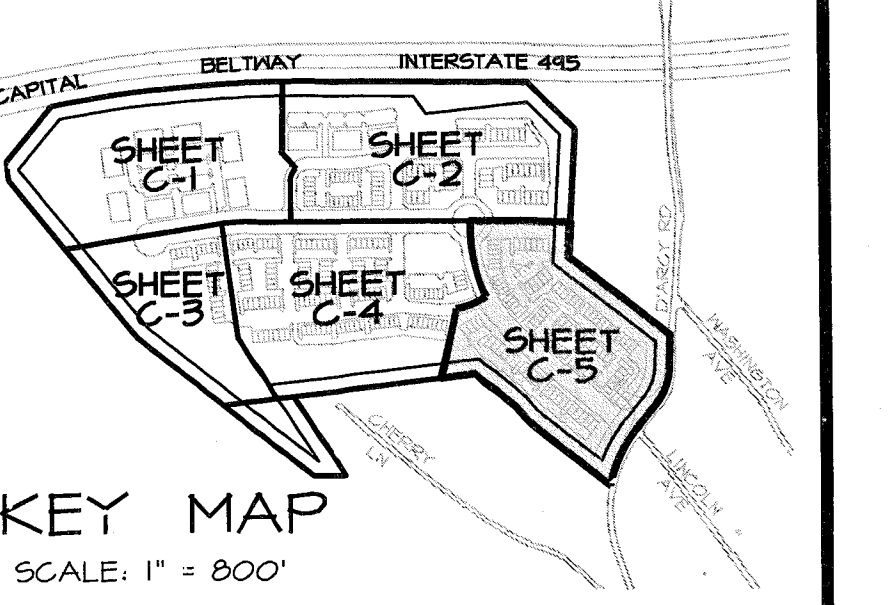 CAPITAL BELTWAY INTERSTATE 495
SHEET
C-1
SHEET
C-2
SHEET
C-3
SHEET
C-4
SHEET
C-5
D'ARCY RD
WASHINGTON
AVE
CHERRY
LN
LINCOLN
AVE
KEY MAP
SCALE: 1" = 800'